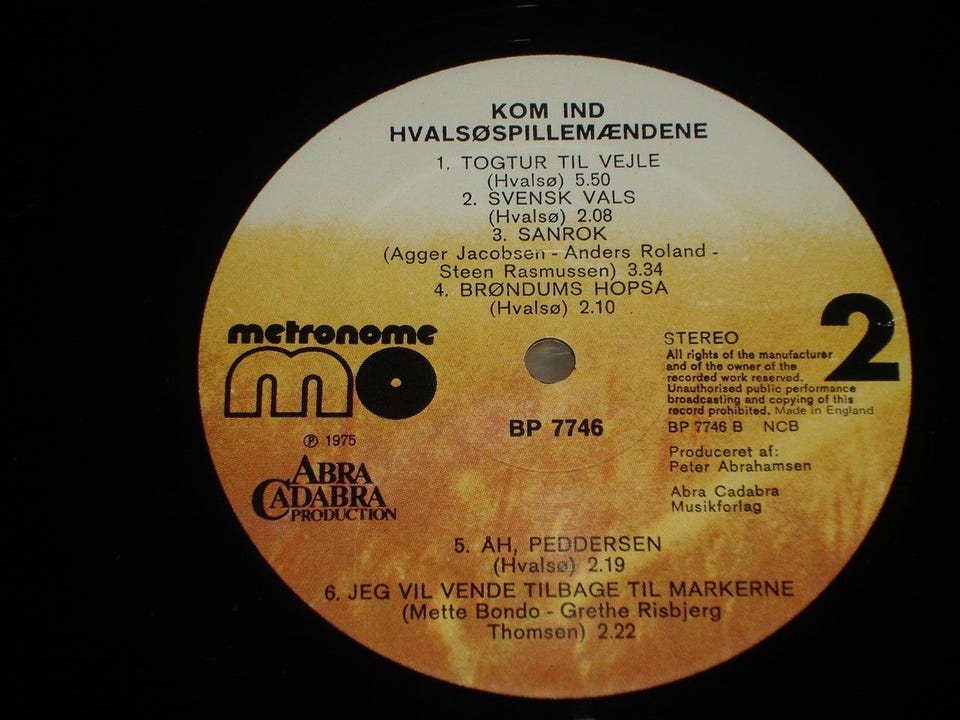 KOM IND
HVALSØSPILLEMÆNDENE
1. TOGTUR TIL VEJLE
(Hvalsø) 5.50
2. SVENSK VALS
(Hvalsø) 2.08
3. SANROK
(Agger Jacobsen - Anders Roland -
Steen Rasmussen) 3.34
4. BRØNDUMS HOPSA
(Hvalsø) 2.10
metronome
mo
℗ 1975
ABRA
CADABRA
PRODUCTION
BP 7746
2
STEREO
All rights of the manufacturer
and of the owner of the
recorded work reserved.
Unauthorised public performance
broadcasting and copying of this
record prohibited. Made in England
BP 7746 B NCB
Produceret af:
Peter Abrahamsen
Abra Cadabra
Musikforlag
5. ÅH, PEDDERSEN
(Hvalsø) 2.19
6. JEG VIL VENDE TILBAGE TIL MARKERNE
(Mette Bondo - Grethe Risbjerg
Thomsen) 2.22